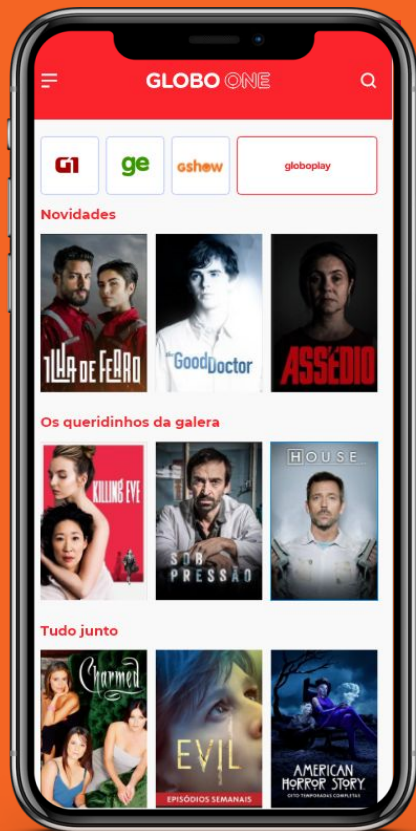 GLOBO ONE
G1
ge
gshow
globoplay
Novidades
ILHA DE FERRO
the Good Doctor
ASSÉDIO
Os queridinhos da galera
KILLING EVE
SOB PRESSÃO
HOUSE
Tudo junto
Charmed
EVIL
EPISÓDIOS SEMANAIS
AMERICAN
HORROR STORY
OITO TEMPORADAS COMPLETAS